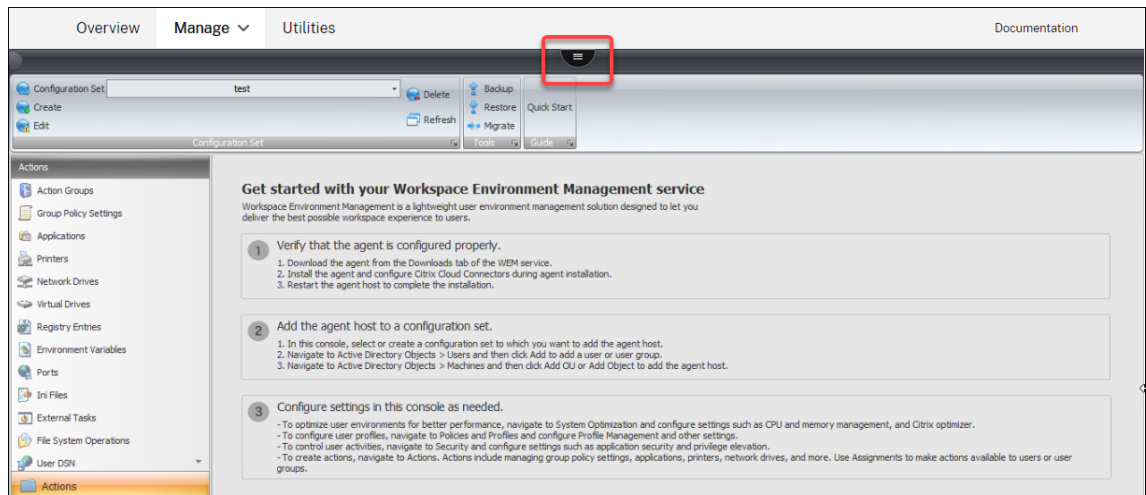 Overview Manage Utilities Documentation
Configuration Set test Delete Backup
Create Restore Quick Start
Edit Refresh Migrate
Configuration Set Tools Guide
Actions
Action Groups
Group Policy Settings
Applications
Printers
Network Drives
Virtual Drives
Registry Entries
Environment Variables
Ports
Ini Files
External Tasks
File System Operations
User DSN
Actions
Get started with your Workspace Environment Management service
Workspace Environment Management is a lightweight user environment management solution designed to let you
deliver the best possible workspace experience to users.
1 Verify that the agent is configured properly.
1. Download the agent from the Downloads tab of the WEM service.
2. Install the agent and configure Citrix Cloud Connectors during agent installation.
3. Restart the agent host to complete the installation.
2 Add the agent host to a configuration set.
1. In this console, select or create a configuration set to which you want to add the agent host.
2. Navigate to Active Directory Objects > Users and then click Add to add a user or user group.
3. Navigate to Active Directory Objects > Machines and then click Add OU or Add Object to add the agent host.
3 Configure settings in this console as needed.
- To optimize user environments for better performance, navigate to System Optimization and configure settings such as CPU and memory management, and Citrix optimizer.
- To configure user profiles, navigate to Policies and Profiles and configure Profile Management and other settings.
- To control user activities, navigate to Security and configure settings such as application security and privilege elevation.
- To create actions, navigate to Actions. Actions include managing group policy settings, applications, printers, network drives, and more. Use Assignments to make actions available to users or user
groups.